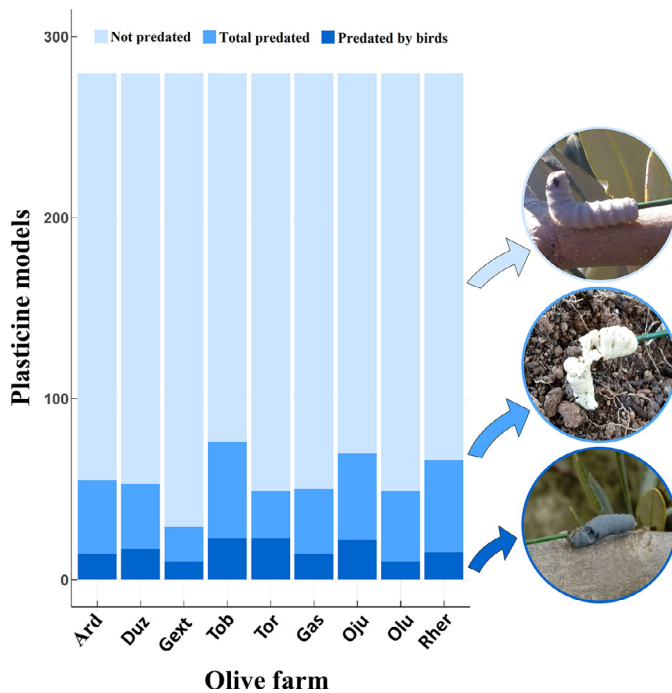 300
Not predated Total predated Predated by birds
200
100
0
Plasticine models
Ard Duz Gext Tob Tor Gas Oju Olu Rher
Olive farm